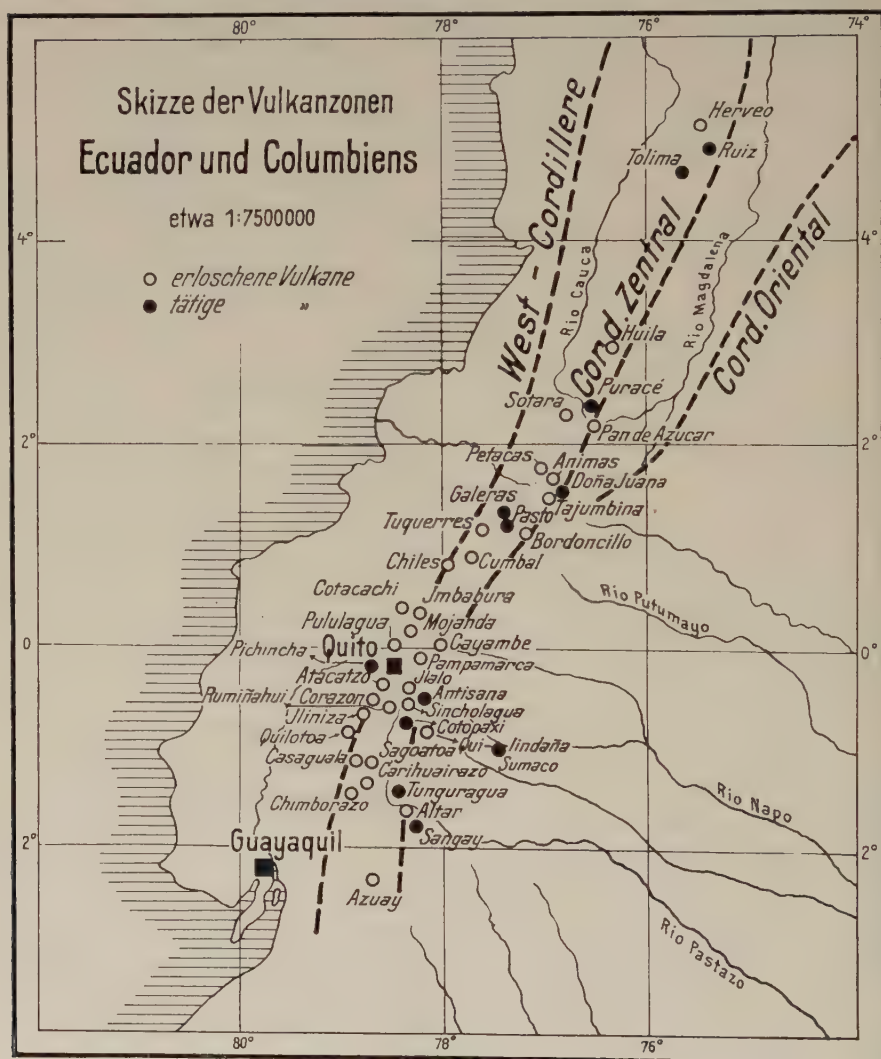 80°
78°
76°
74°
Skizze der Vulkanzonen
Ecuador und Columbiens
etwa 1:7500000
○ erloschene Vulkane
● tätige "
West - Cordillere
Cord. Zentral
Cord. Oriental
Rio Cauca
Rio Magdalena
Herveo
Ruiz
Tolima
4°
4°
Huila
Puracé
Sotara
Pan de Azucar
2°
2°
Petacas
Animas
Doña Juana
Galeras
Tajumbina
Pasto
Tuquerres
Bordoncillo
Chiles
Cumbal
Rio Putumayo
Cotacachi
Jmbabura
Pululagua
Mojanda
0
0°
Quito
Cayambe
Pichincha
Pampamarca
Atacatzo
Jlalo
Rumiñahui
Corazon
Antisana
Jliniza
Sincholagua
Cotopaxi
Quilotoa
Qui - lindaña
Sagoatoa
Sumaco
Casaguala
Carihuairazo
Chimborazo
Tunguragua
Altar
Rio Napo
Guayaquil
Sangay
2°
2°
Azuay
Rio Pastazo
80°
78°
76°